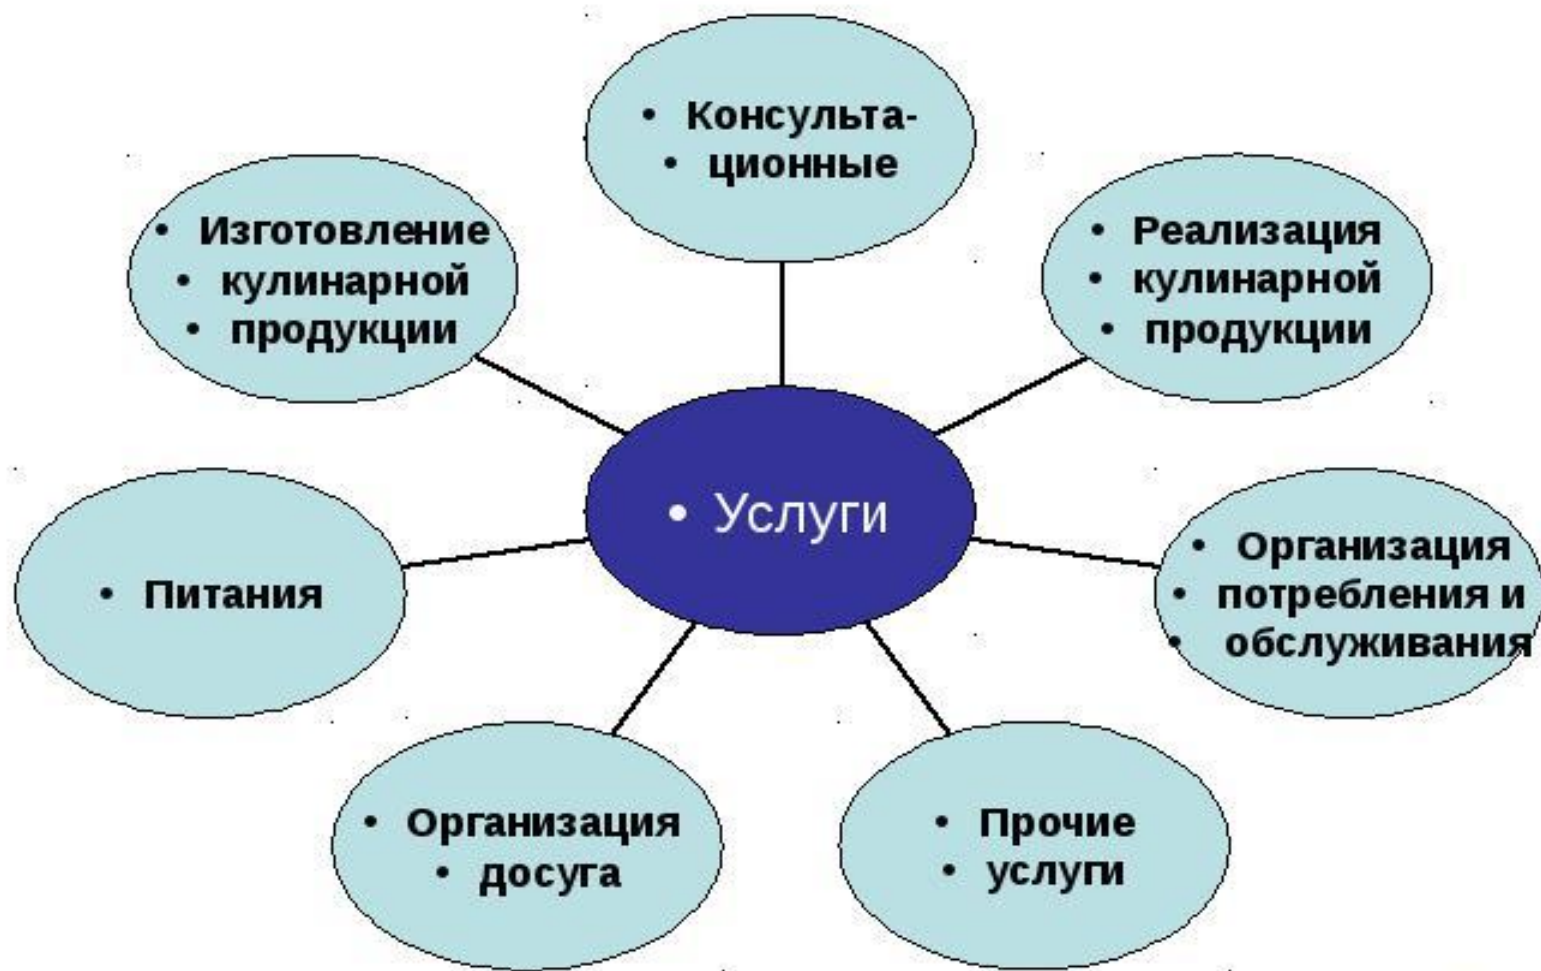 • Консульта-
• ционные
• Изготовление
• кулинарной
• продукции
• Реализация
• кулинарной
• продукции
• Услуги
• Питания
• Организация
• потребления и
• обслуживания
• Организация
• досуга
• Прочие
• услуги